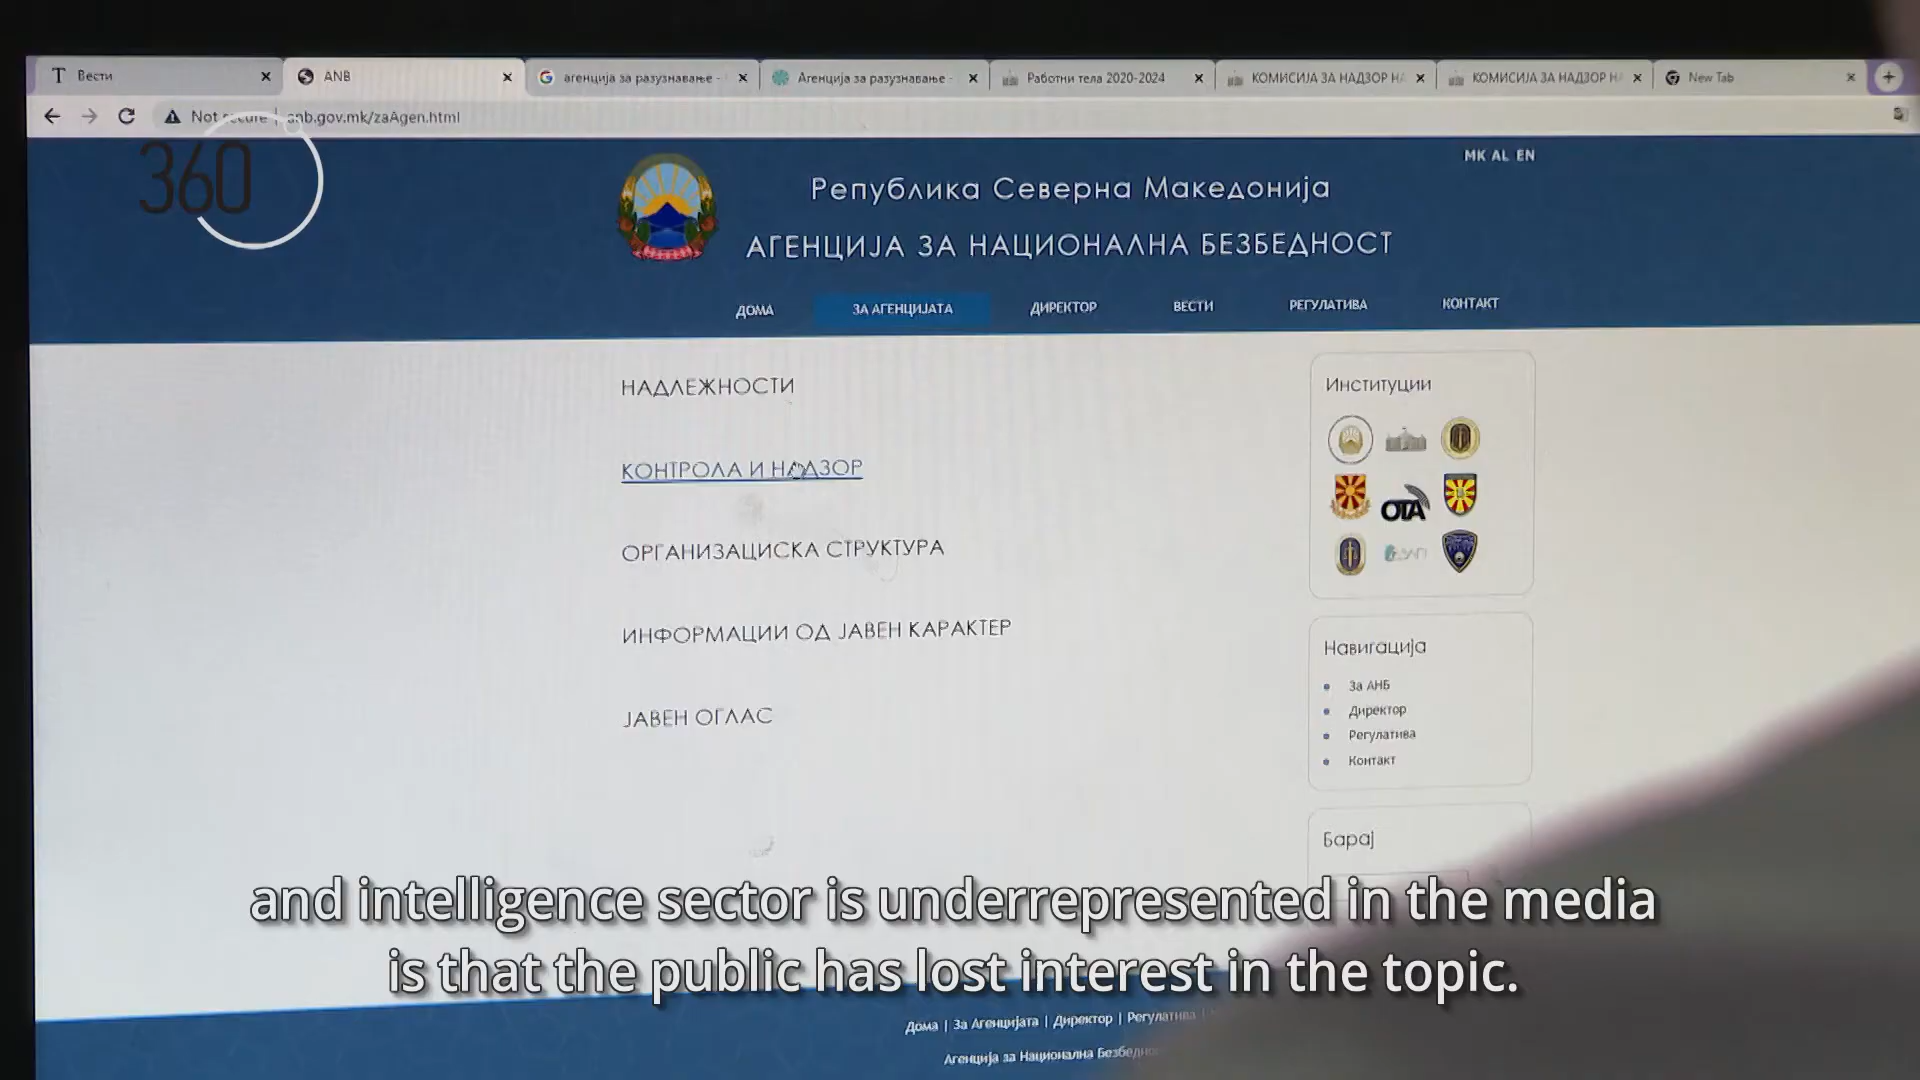 Вести
ANB
агенција за разузнавање -
Агенција за разузнавање -
Работни тела 2020-2024
КОМИСИЈА ЗА НАДЗОР НА
КОМИСИЈА ЗА НАДЗОР Н
New Tab
Not secure | anb.gov.mk/zaAgen.html
360
MK AL EN
Република Северна Македонија
АГЕНЦИЈА ЗА НАЦИОНАЛНА БЕЗБЕДНОСТ
ДОМА
ЗА АГЕНЦИЈАТА
ДИРЕКТОР
ВЕСТИ
РЕГУЛАТИВА
КОНТАКТ
НАДЛЕЖНОСТИ
КОНТРОЛА И НАДЗОР
ОРГАНИЗАЦИСКА СТРУКТУРА
ИНФОРМАЦИИ ОД ЈАВЕН КАРАКТЕР
ЈАВЕН ОГЛАС
Институции
ОТА
Навигација
За АНБ
Директор
Регулатива
Контакт
Барај
and intelligence sector is underrepresented in the media
is that the public has lost interest in the topic.
Дома | За Агенцијата | Директор | Регулатива |
Агенција за Национална